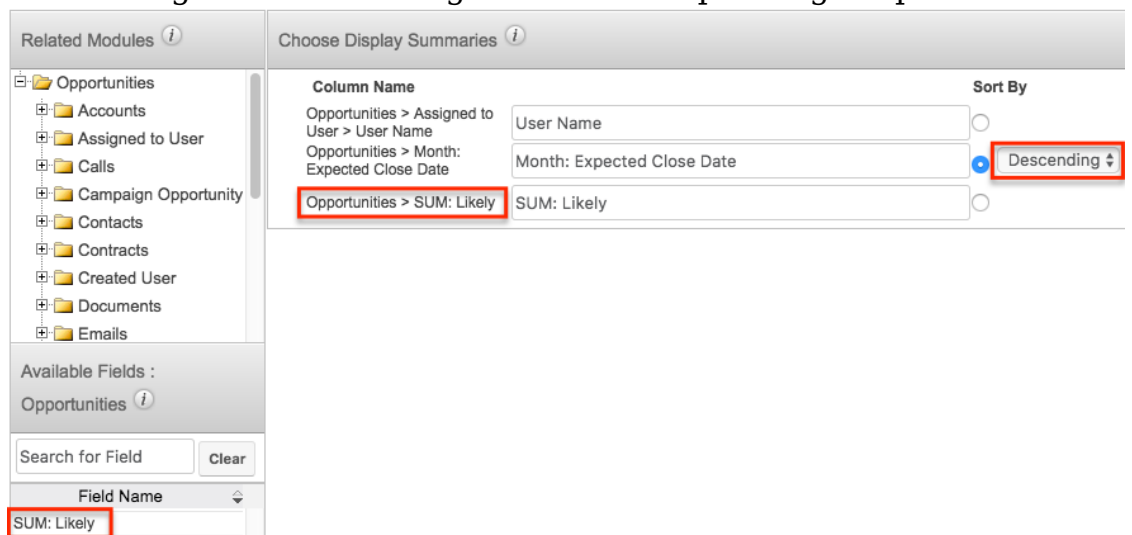 Related Modules i
Opportunities
Accounts
Assigned to User
Calls
Campaign Opportunity
Contacts
Contracts
Created User
Documents
Emails
Available Fields :
Opportunities i
Search for Field Clear
Field Name
SUM: Likely
Choose Display Summaries i
Column Name Sort By
Opportunities > Assigned to
User > User Name
User Name
Opportunities > Month:
Expected Close Date
Month: Expected Close Date
Descending
Opportunities > SUM: Likely
SUM: Likely